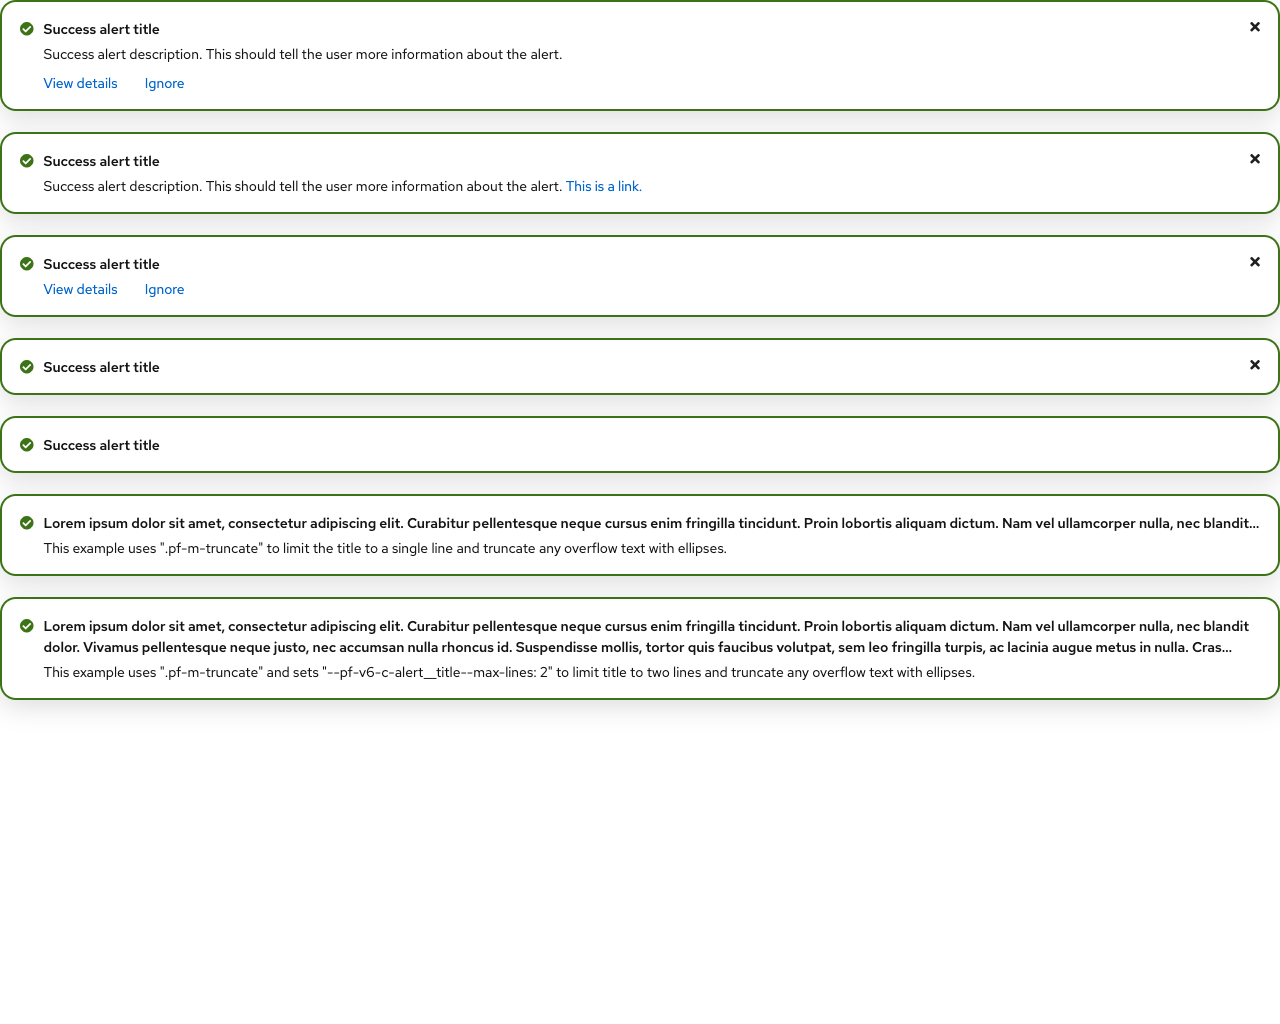 Success alert title
Success alert description. This should tell the user more information about the alert.
View details Ignore
Success alert title
Success alert description. This should tell the user more information about the alert. This is a link.
Success alert title
View details Ignore
Success alert title
Success alert title
Lorem ipsum dolor sit amet, consectetur adipiscing elit. Curabitur pellentesque neque cursus enim fringilla tincidunt. Proin lobortis aliquam dictum. Nam vel ullamcorper nulla, nec blandit...
This example uses ".pf-m-truncate" to limit the title to a single line and truncate any overflow text with ellipses.
Lorem ipsum dolor sit amet, consectetur adipiscing elit. Curabitur pellentesque neque cursus enim fringilla tincidunt. Proin lobortis aliquam dictum. Nam vel ullamcorper nulla, nec blandit
dolor. Vivamus pellentesque neque justo, nec accumsan nulla rhoncus id. Suspendisse mollis, tortor quis faucibus volutpat, sem leo fringilla turpis, ac lacinia augue metus in nulla. Cras...
This example uses ".pf-m-truncate" and sets "--pf-v6-c-alert__title--max-lines: 2" to limit title to two lines and truncate any overflow text with ellipses.